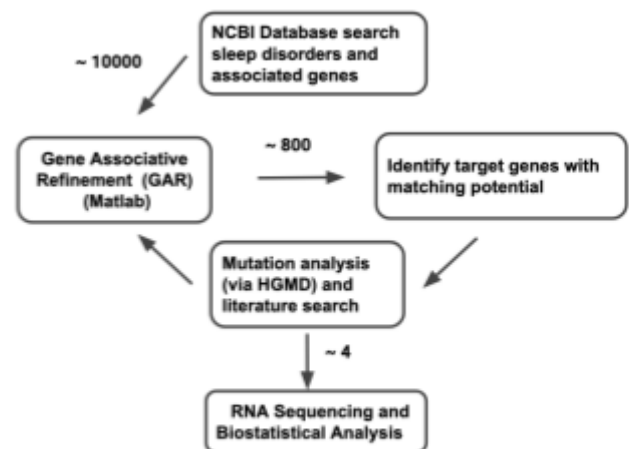 NCBI Database search
sleep disorders and
associated genes
~ 10000
Gene Associative
Refinement (GAR)
(Matlab)
~ 800
Identify target genes with
matching potential
Mutation analysis
(via HGMD) and
literature search
~ 4
RNA Sequencing and
Biostatistical Analysis